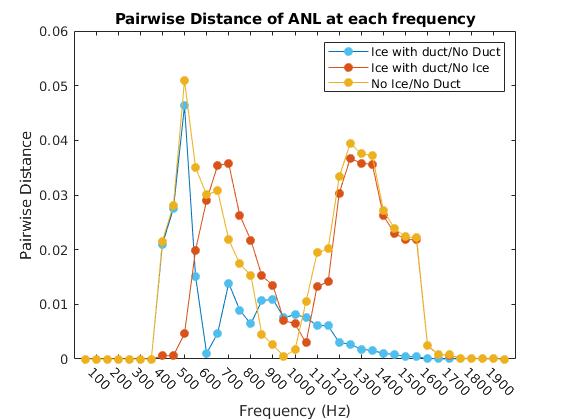 Pairwise Distance of ANL at each frequency
0.06
0.05
0.04
0.03
0.02
0.01
0
Pairwise Distance
Ice with duct/No Duct
Ice with duct/No Ice
No Ice/No Duct
100 200 300 400 500 600 700 800 900 1000 1100 1200 1300 1400 1500 1600 1700 1800 1900
Frequency (Hz)